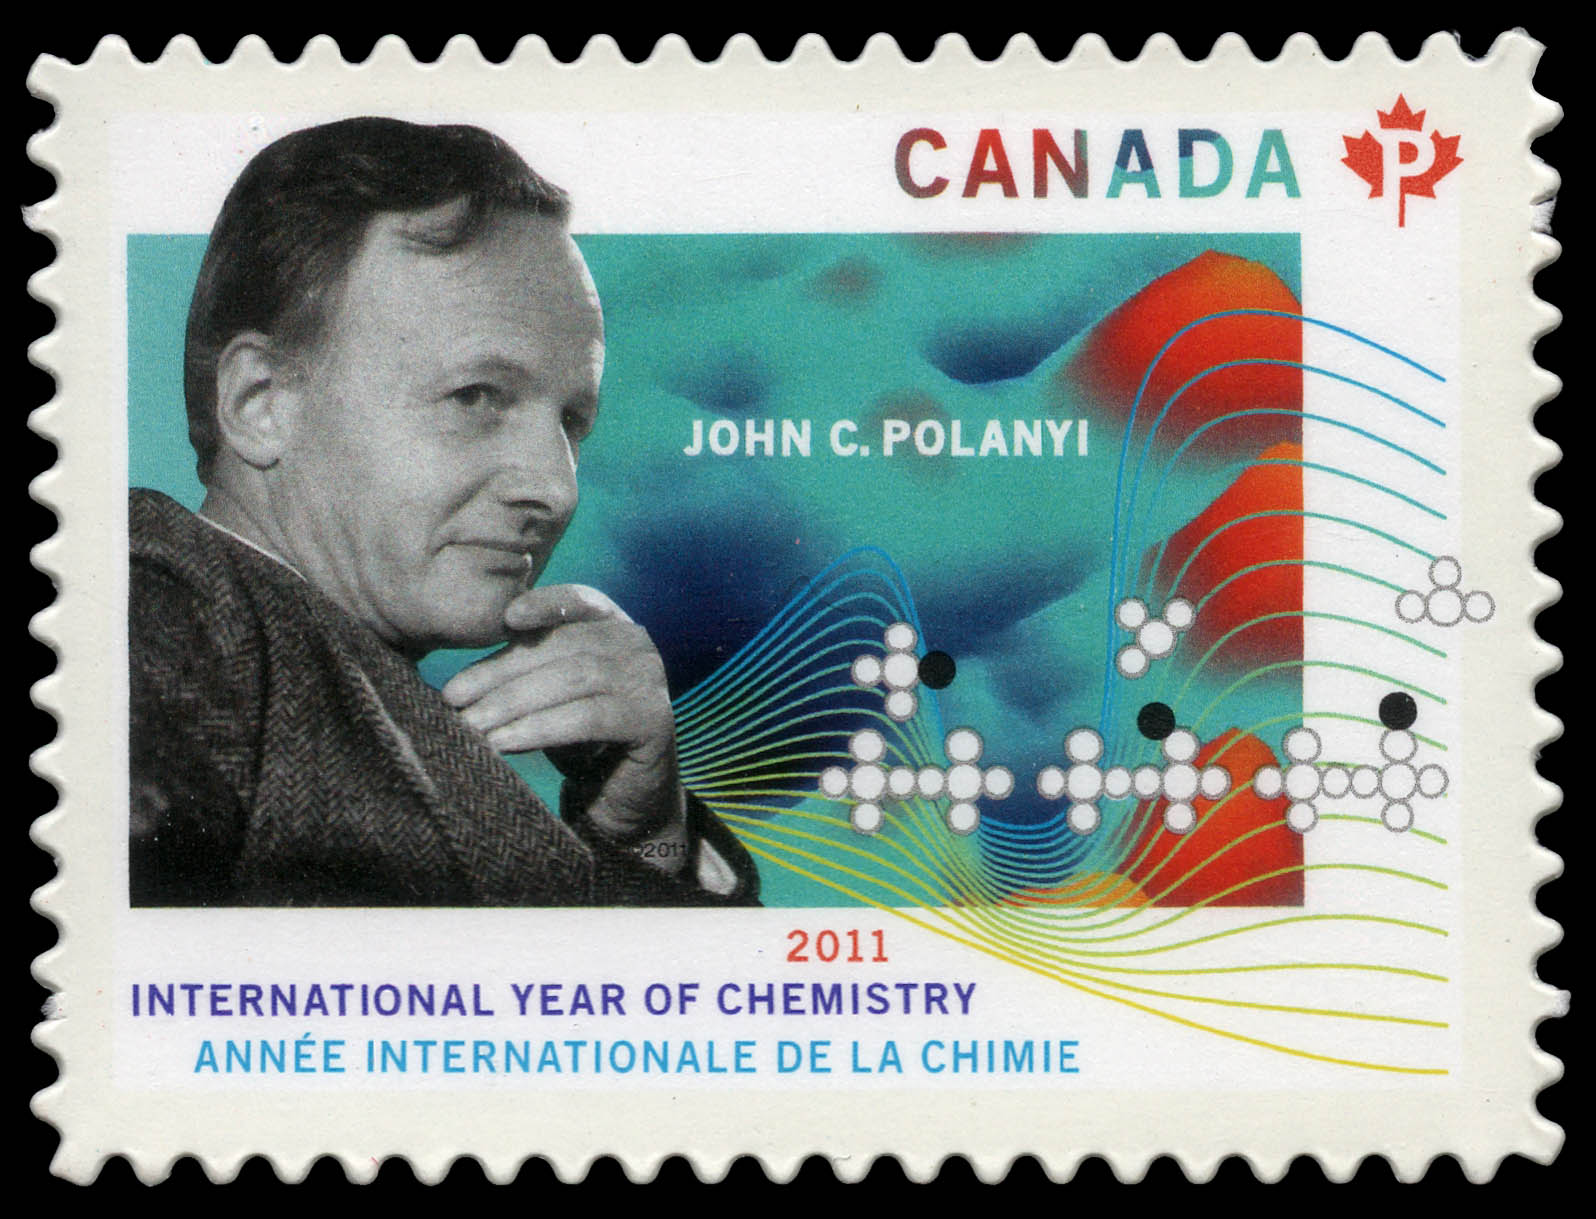 CANADA P
JOHN C. POLANYI
©2011
2011
INTERNATIONAL YEAR OF CHEMISTRY
ANNÉE INTERNATIONALE DE LA CHIMIE